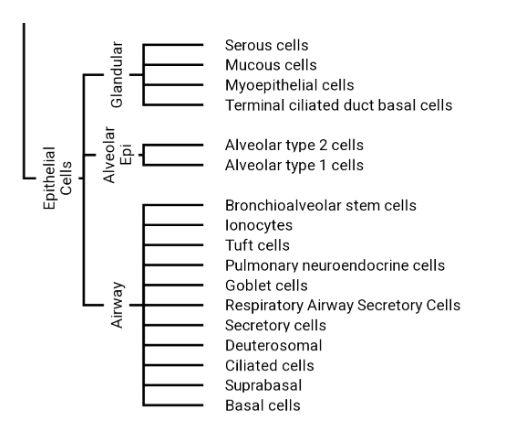 Epithelial
Cells
Glandular
Serous cells
Mucous cells
Myoepithelial cells
Terminal ciliated duct basal cells
Alveolar
Epi
Alveolar type 2 cells
Alveolar type 1 cells
Airway
Bronchioalveolar stem cells
Ionocytes
Tuft cells
Pulmonary neuroendocrine cells
Goblet cells
Respiratory Airway Secretory Cells
Secretory cells
Deuterosomal
Ciliated cells
Suprabasal
Basal cells